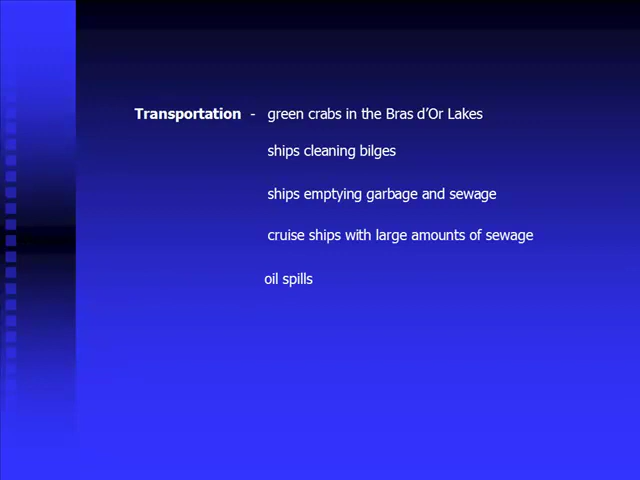 Transportation - green crabs in the Bras d’Or Lakes
ships cleaning bilges
ships emptying garbage and sewage
cruise ships with large amounts of sewage
oil spills